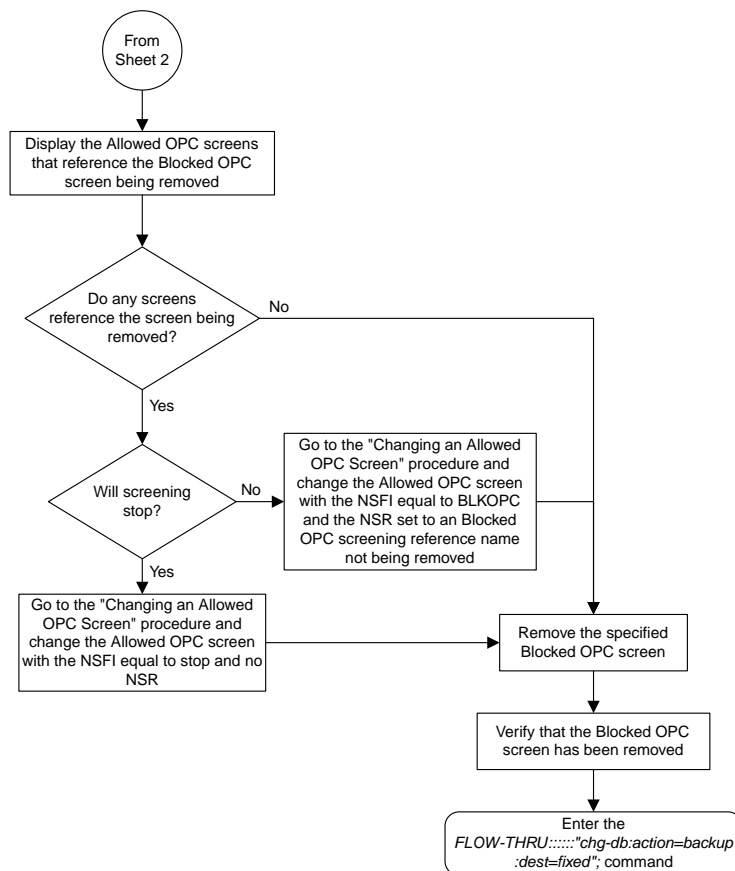 From
Sheet 2
Display the Allowed OPC screens
that reference the Blocked OPC
screen being removed
Do any screens
reference the screen being
removed?
No
Yes
Will screening
stop?
No
Go to the "Changing an Allowed
OPC Screen" procedure and
change the Allowed OPC screen
with the NSFI equal to BLKOPC
and the NSR set to an Blocked
OPC screening reference name
not being removed
Yes
Go to the "Changing an Allowed
OPC Screen" procedure and
change the Allowed OPC screen
with the NSFI equal to stop and no
NSR
Remove the specified
Blocked OPC screen
Verify that the Blocked OPC
screen has been removed
Enter the
FLOW-THRU::::::"chg-db:action=backup
:dest=fixed"; command